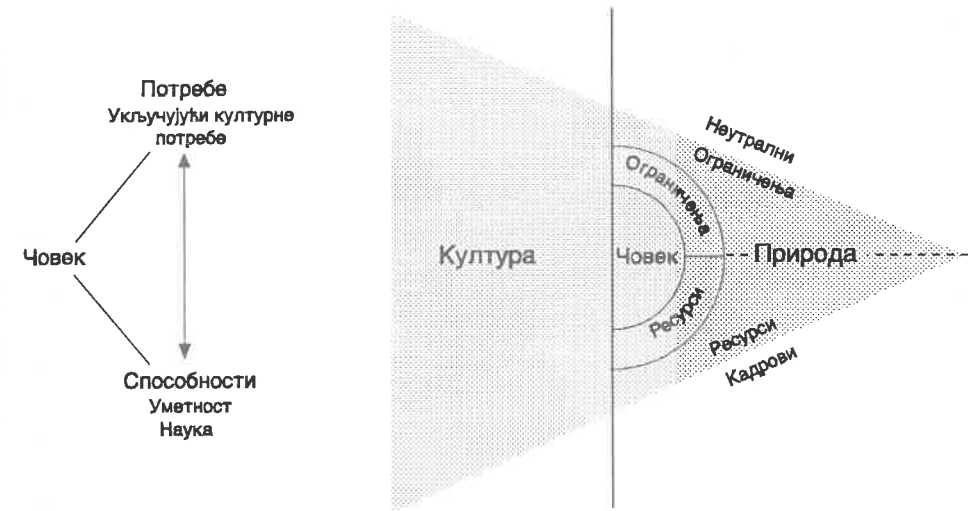 Потребе
Укључујући културне
потребе
Човек
Способности
Уметност
Наука
Култура
Човек
Ограничења
Ресурси
Природа
Неутрални
Ограничења
Ресурси
Кадрови